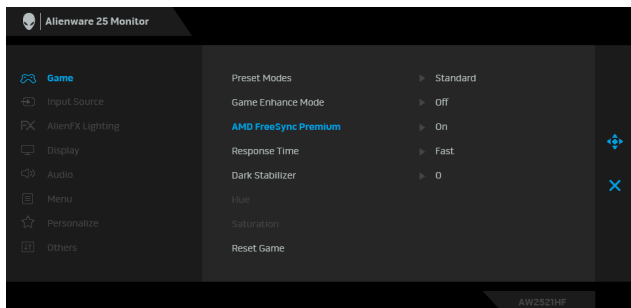 Alienware 25 Monitor
Game
Input Source
AlienFX Lighting
Display
Audio
Menu
Personalize
Others
Preset Modes Standard
Game Enhance Mode Off
AMD FreeSync Premium On
Response Time Fast
Dark Stabilizer 0
Hue
Saturation
Reset Game
AW2521HF